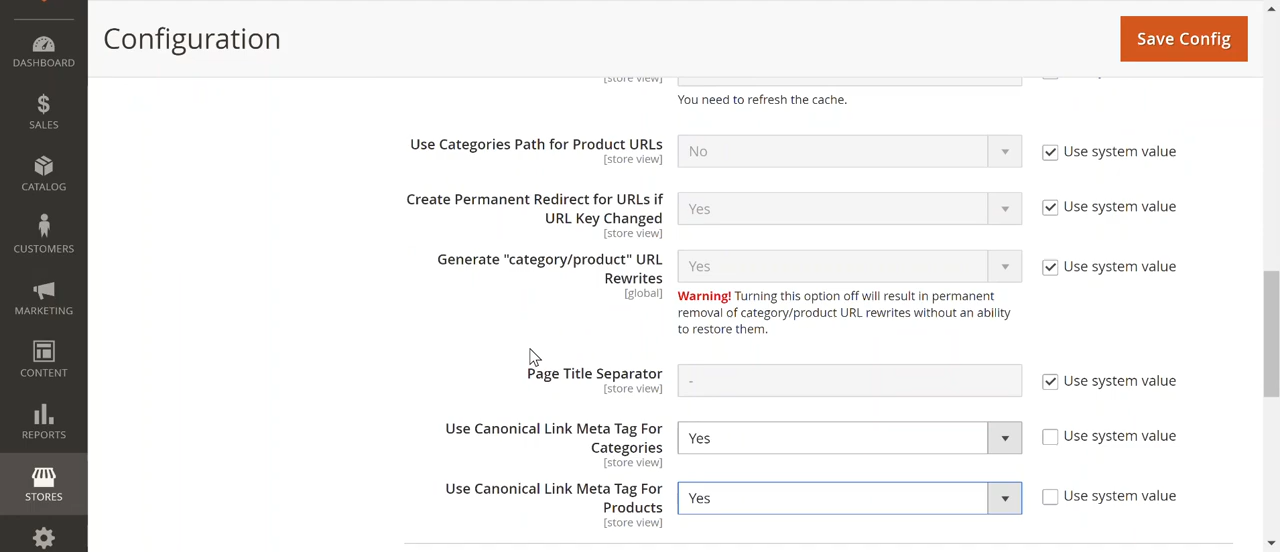 Configuration
Save Config
DASHBOARD
SALES
CATALOG
CUSTOMERS
MARKETING
CONTENT
REPORTS
STORES
[store view]
You need to refresh the cache.
Use Categories Path for Product URLs
[store view]
No
Use system value
Create Permanent Redirect for URLs if
URL Key Changed
[store view]
Yes
Use system value
Generate "category/product" URL
Rewrites
[global]
Yes
Use system value
Warning! Turning this option off will result in permanent
removal of category/product URL rewrites without an ability
to restore them.
Page Title Separator
[store view]
-
Use system value
Use Canonical Link Meta Tag For
Categories
[store view]
Yes
Use system value
Use Canonical Link Meta Tag For
Products
[store view]
Yes
Use system value